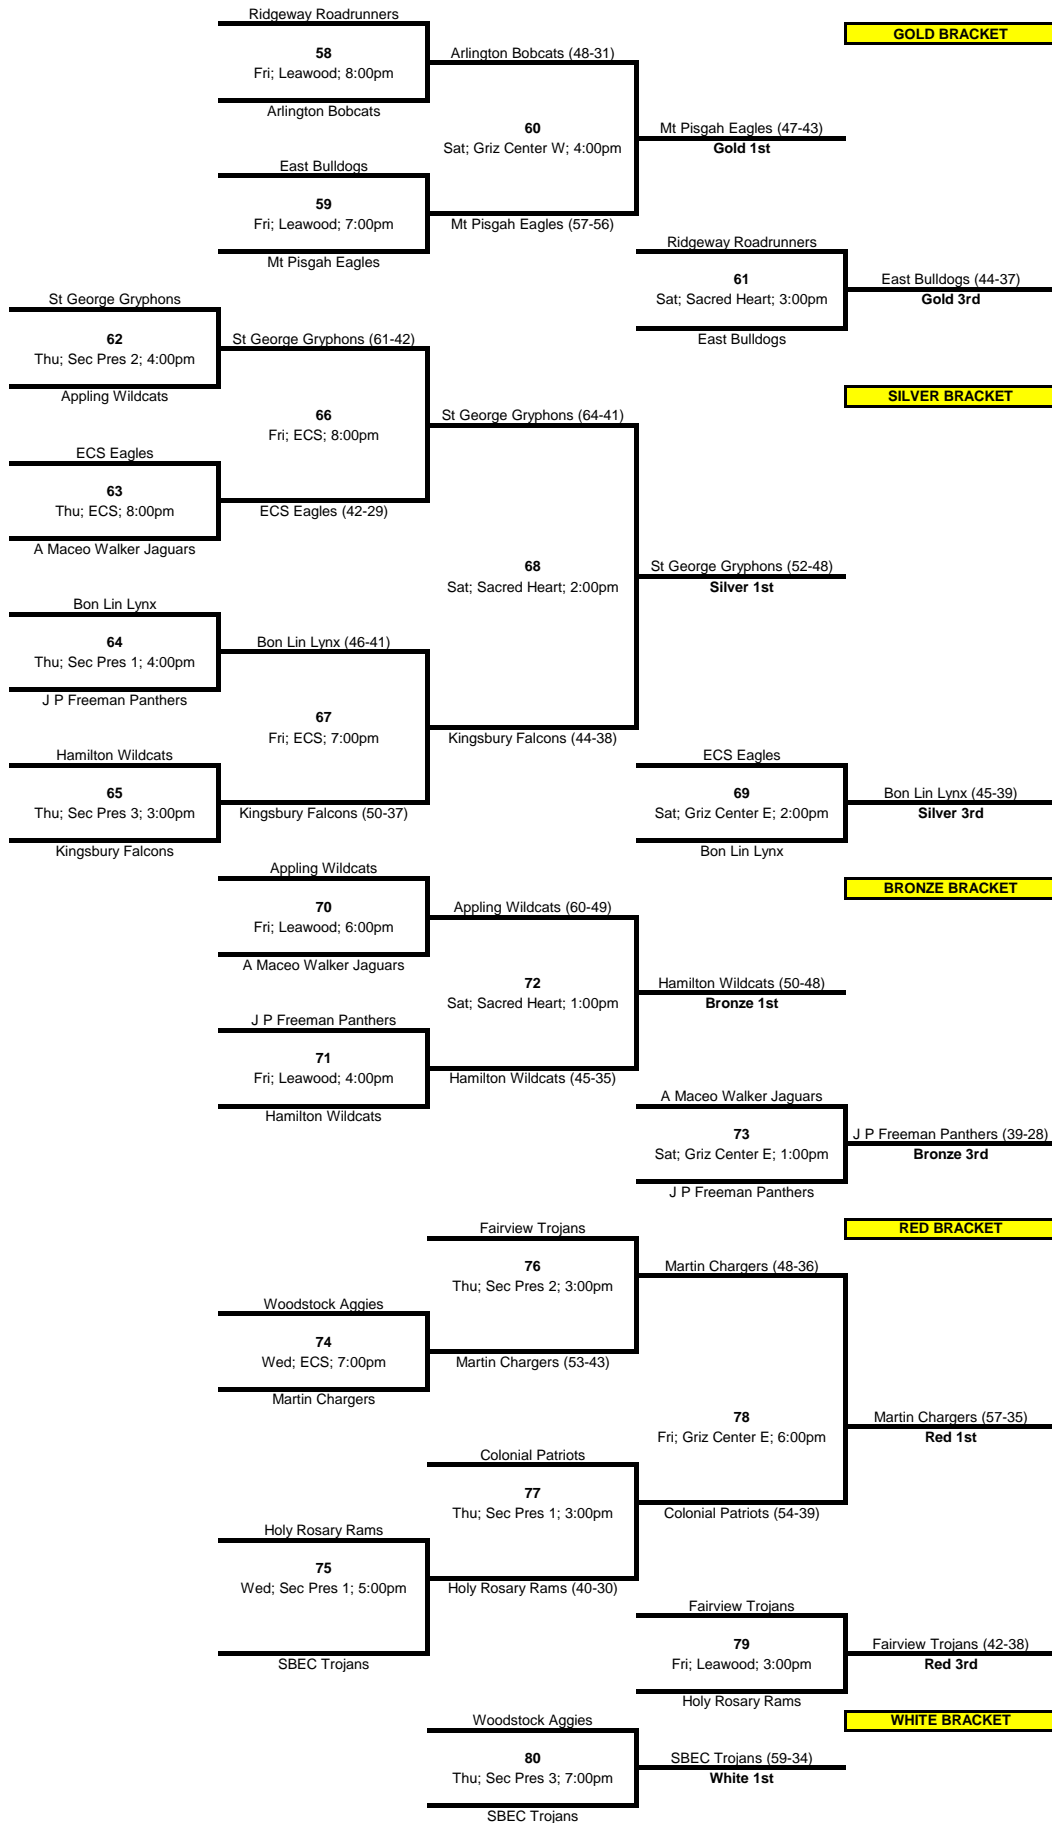 Ridgeway Roadrunners
GOLD BRACKET
58
Fri; Leawood; 8:00pm
Arlington Bobcats (48-31)
Arlington Bobcats
60
Sat; Griz Center W; 4:00pm
Mt Pisgah Eagles (47-43)
Gold 1st
East Bulldogs
59
Fri; Leawood; 7:00pm
Mt Pisgah Eagles (57-56)
Mt Pisgah Eagles
Ridgeway Roadrunners
61
Sat; Sacred Heart; 3:00pm
East Bulldogs (44-37)
Gold 3rd
East Bulldogs
St George Gryphons
62
Thu; Sec Pres 2; 4:00pm
St George Gryphons (61-42)
Appling Wildcats
SILVER BRACKET
66
Fri; ECS; 8:00pm
St George Gryphons (64-41)
ECS Eagles
63
Thu; ECS; 8:00pm
ECS Eagles (42-29)
A Maceo Walker Jaguars
68
Sat; Sacred Heart; 2:00pm
St George Gryphons (52-48)
Silver 1st
Bon Lin Lynx
64
Thu; Sec Pres 1; 4:00pm
Bon Lin Lynx (46-41)
J P Freeman Panthers
67
Fri; ECS; 7:00pm
Kingsbury Falcons (44-38)
Hamilton Wildcats
65
Thu; Sec Pres 3; 3:00pm
Kingsbury Falcons (50-37)
Kingsbury Falcons
ECS Eagles
69
Sat; Griz Center E; 2:00pm
Bon Lin Lynx (45-39)
Silver 3rd
Bon Lin Lynx
Appling Wildcats
BRONZE BRACKET
70
Fri; Leawood; 6:00pm
Appling Wildcats (60-49)
A Maceo Walker Jaguars
72
Sat; Sacred Heart; 1:00pm
Hamilton Wildcats (50-48)
Bronze 1st
J P Freeman Panthers
71
Fri; Leawood; 4:00pm
Hamilton Wildcats (45-35)
Hamilton Wildcats
A Maceo Walker Jaguars
73
Sat; Griz Center E; 1:00pm
J P Freeman Panthers (39-28)
Bronze 3rd
J P Freeman Panthers
Fairview Trojans
RED BRACKET
76
Thu; Sec Pres 2; 3:00pm
Martin Chargers (48-36)
Woodstock Aggies
74
Wed; ECS; 7:00pm
Martin Chargers (53-43)
Martin Chargers
78
Fri; Griz Center E; 6:00pm
Martin Chargers (57-35)
Red 1st
Colonial Patriots
77
Thu; Sec Pres 1; 3:00pm
Colonial Patriots (54-39)
Holy Rosary Rams
75
Wed; Sec Pres 1; 5:00pm
Holy Rosary Rams (40-30)
SBEC Trojans
Fairview Trojans
79
Fri; Leawood; 3:00pm
Fairview Trojans (42-38)
Red 3rd
Holy Rosary Rams
Woodstock Aggies
WHITE BRACKET
80
Thu; Sec Pres 3; 7:00pm
SBEC Trojans (59-34)
White 1st
SBEC Trojans